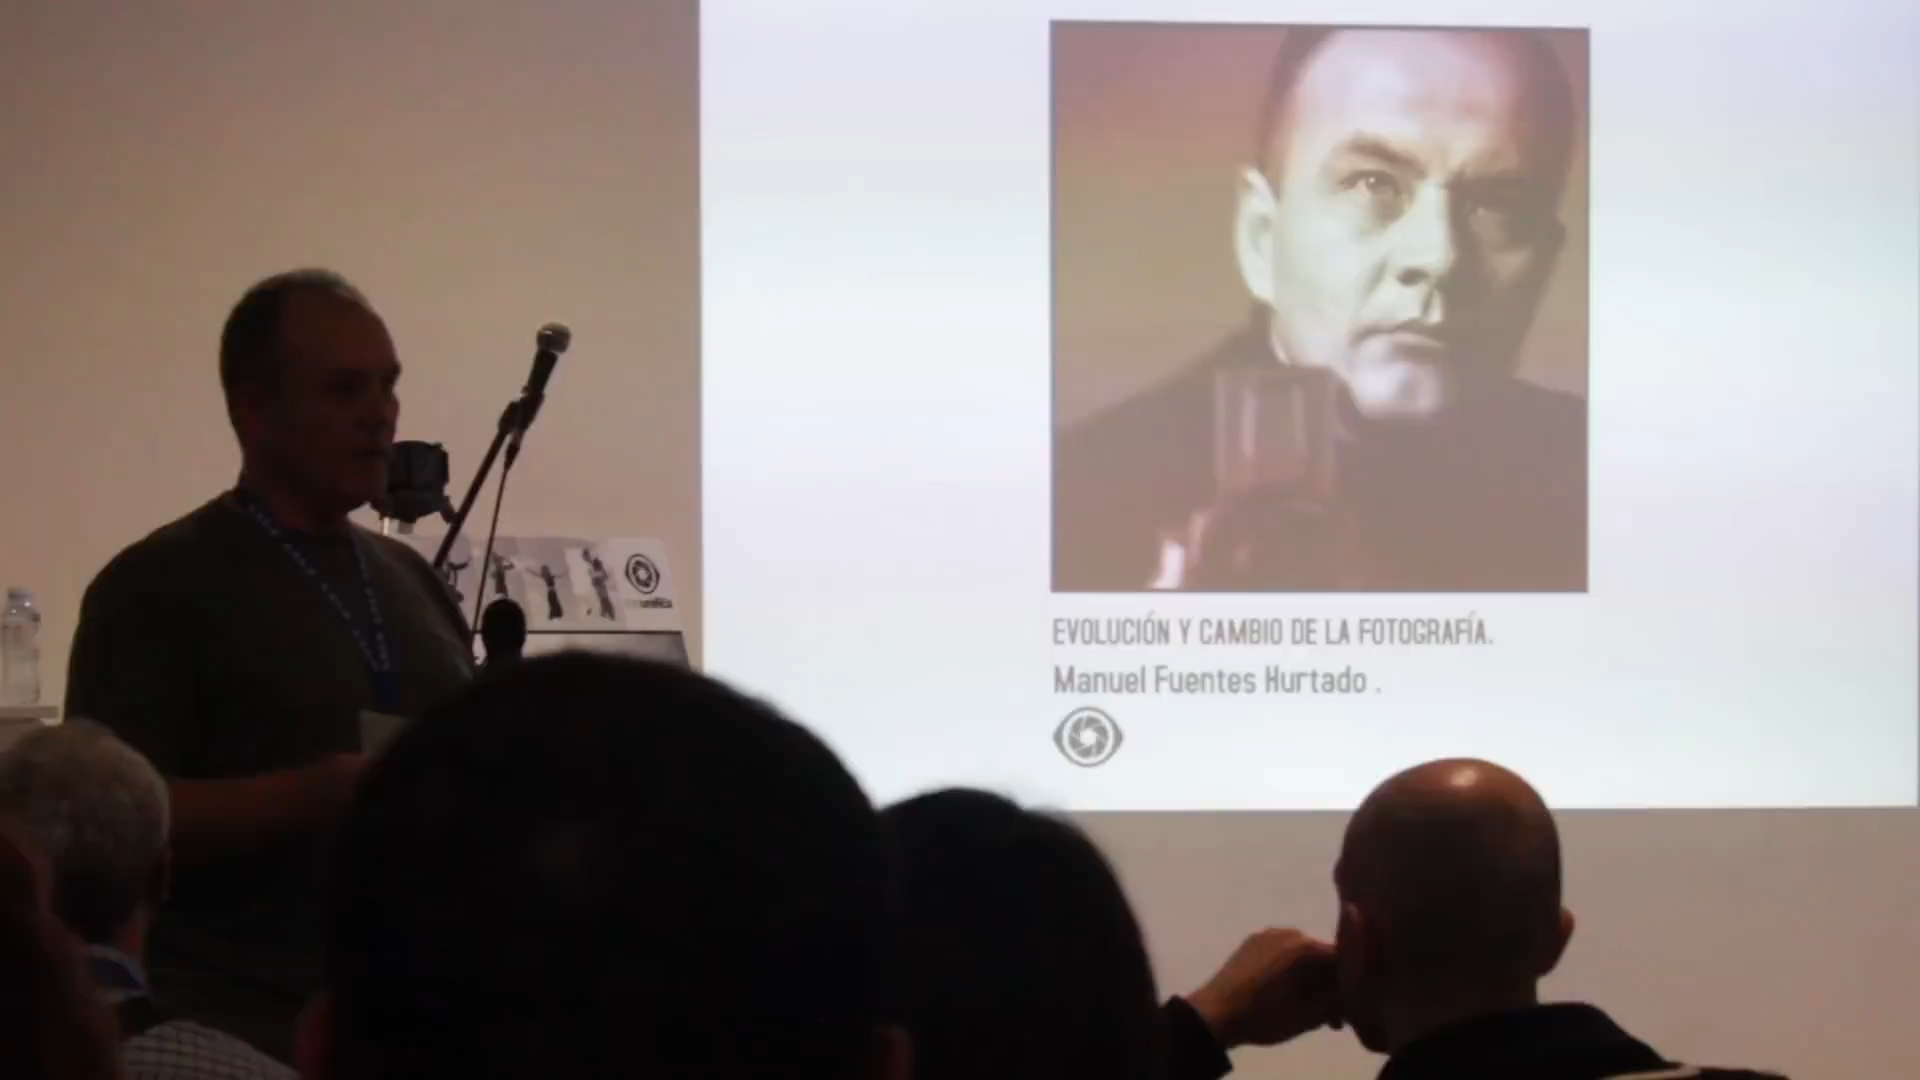 EVOLUCIÓN Y CAMBIO DE LA FOTOGRAFÍA.
Manuel Fuentes Hurtado .